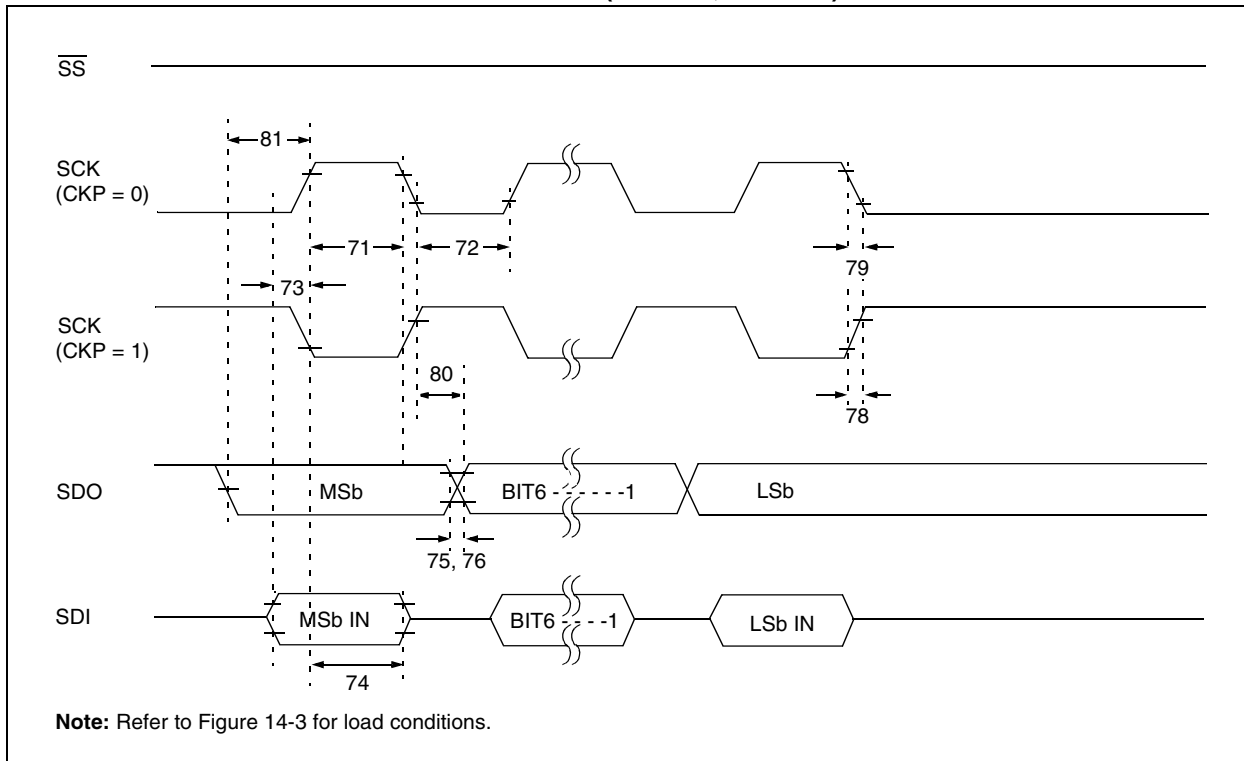 SS
81
SCK
(CKP = 0)
71
72
79
73
SCK
(CKP = 1)
80
78
SDO
MSb
BIT6 - - - - - -1
LSb
75, 76
SDI
MSb IN
BIT6 - - - -1
LSb IN
74
Note: Refer to Figure 14-3 for load conditions.